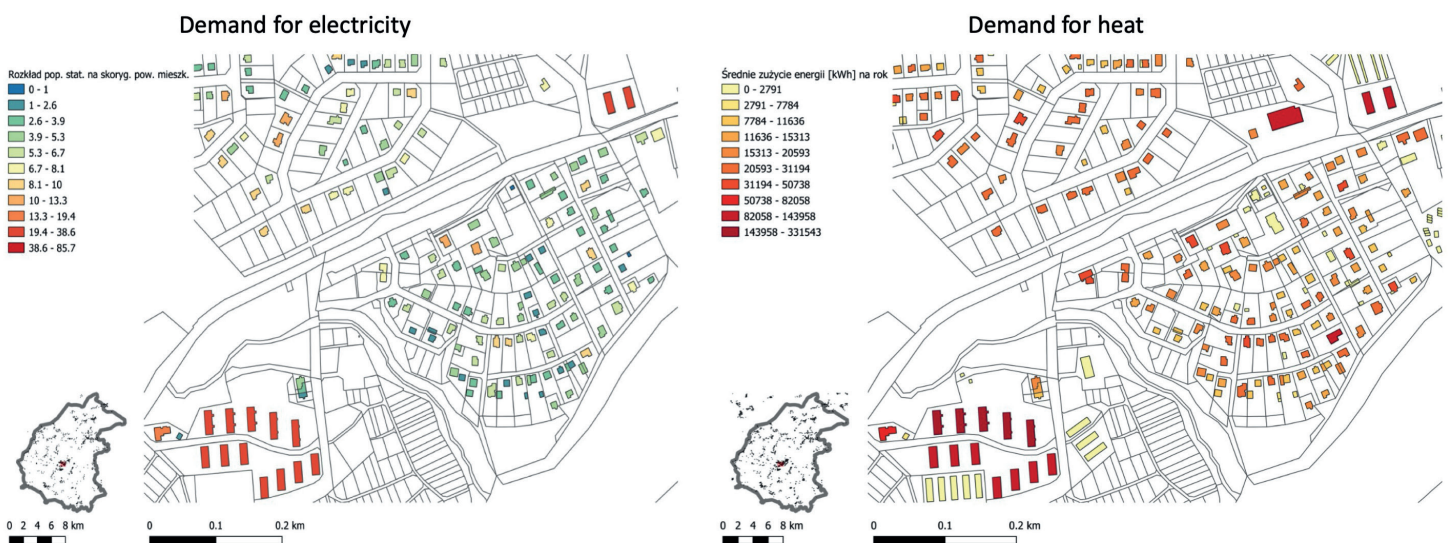 Demand for electricity
Rozkład pop. stat. na skoryg. pow. mieszk.
0 - 1
1 - 2.6
2.6 - 3.9
3.9 - 5.3
5.3 - 6.7
6.7 - 8.1
8.1 - 10
10 - 13.3
13.3 - 19.4
19.4 - 38.6
38.6 - 85.7
0 2 4 6 8 km
0 0.1 0.2 km
Demand for heat
Średnie zużycie energii [kWh] na rok
0 - 2791
2791 - 7784
7784 - 11636
11636 - 15313
15313 - 20593
20593 - 31194
31194 - 50738
50738 - 82058
82058 - 143958
143958 - 331543
0 2 4 6 8 km
0 0.1 0.2 km